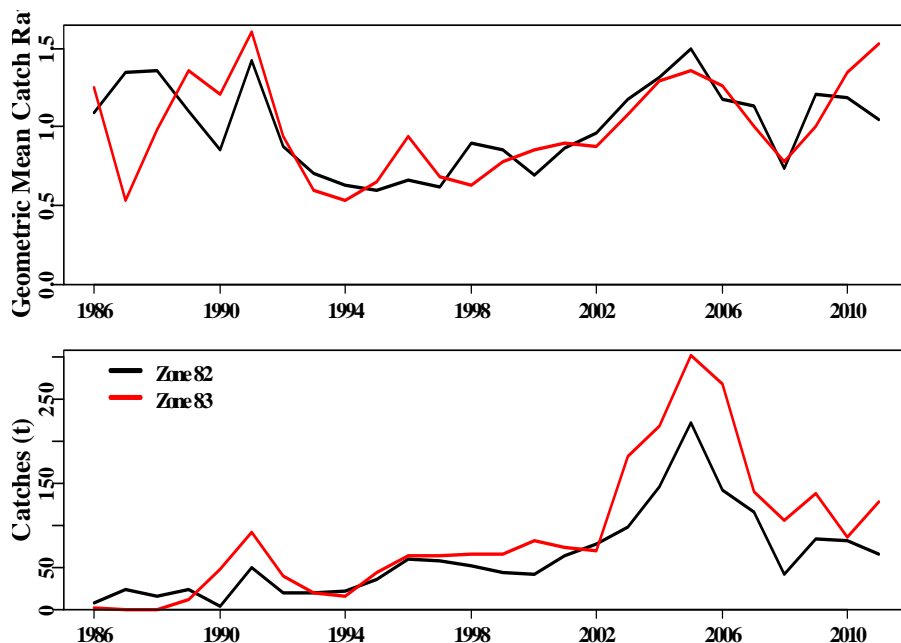 Geometric Mean Catch Ra
0.0 0.5 1.0 1.5
1986 1990 1994 1998 2002 2006 2010
Catches (t)
0 50 150 250
Zone 82
Zone 83
1986 1990 1994 1998 2002 2006 2010